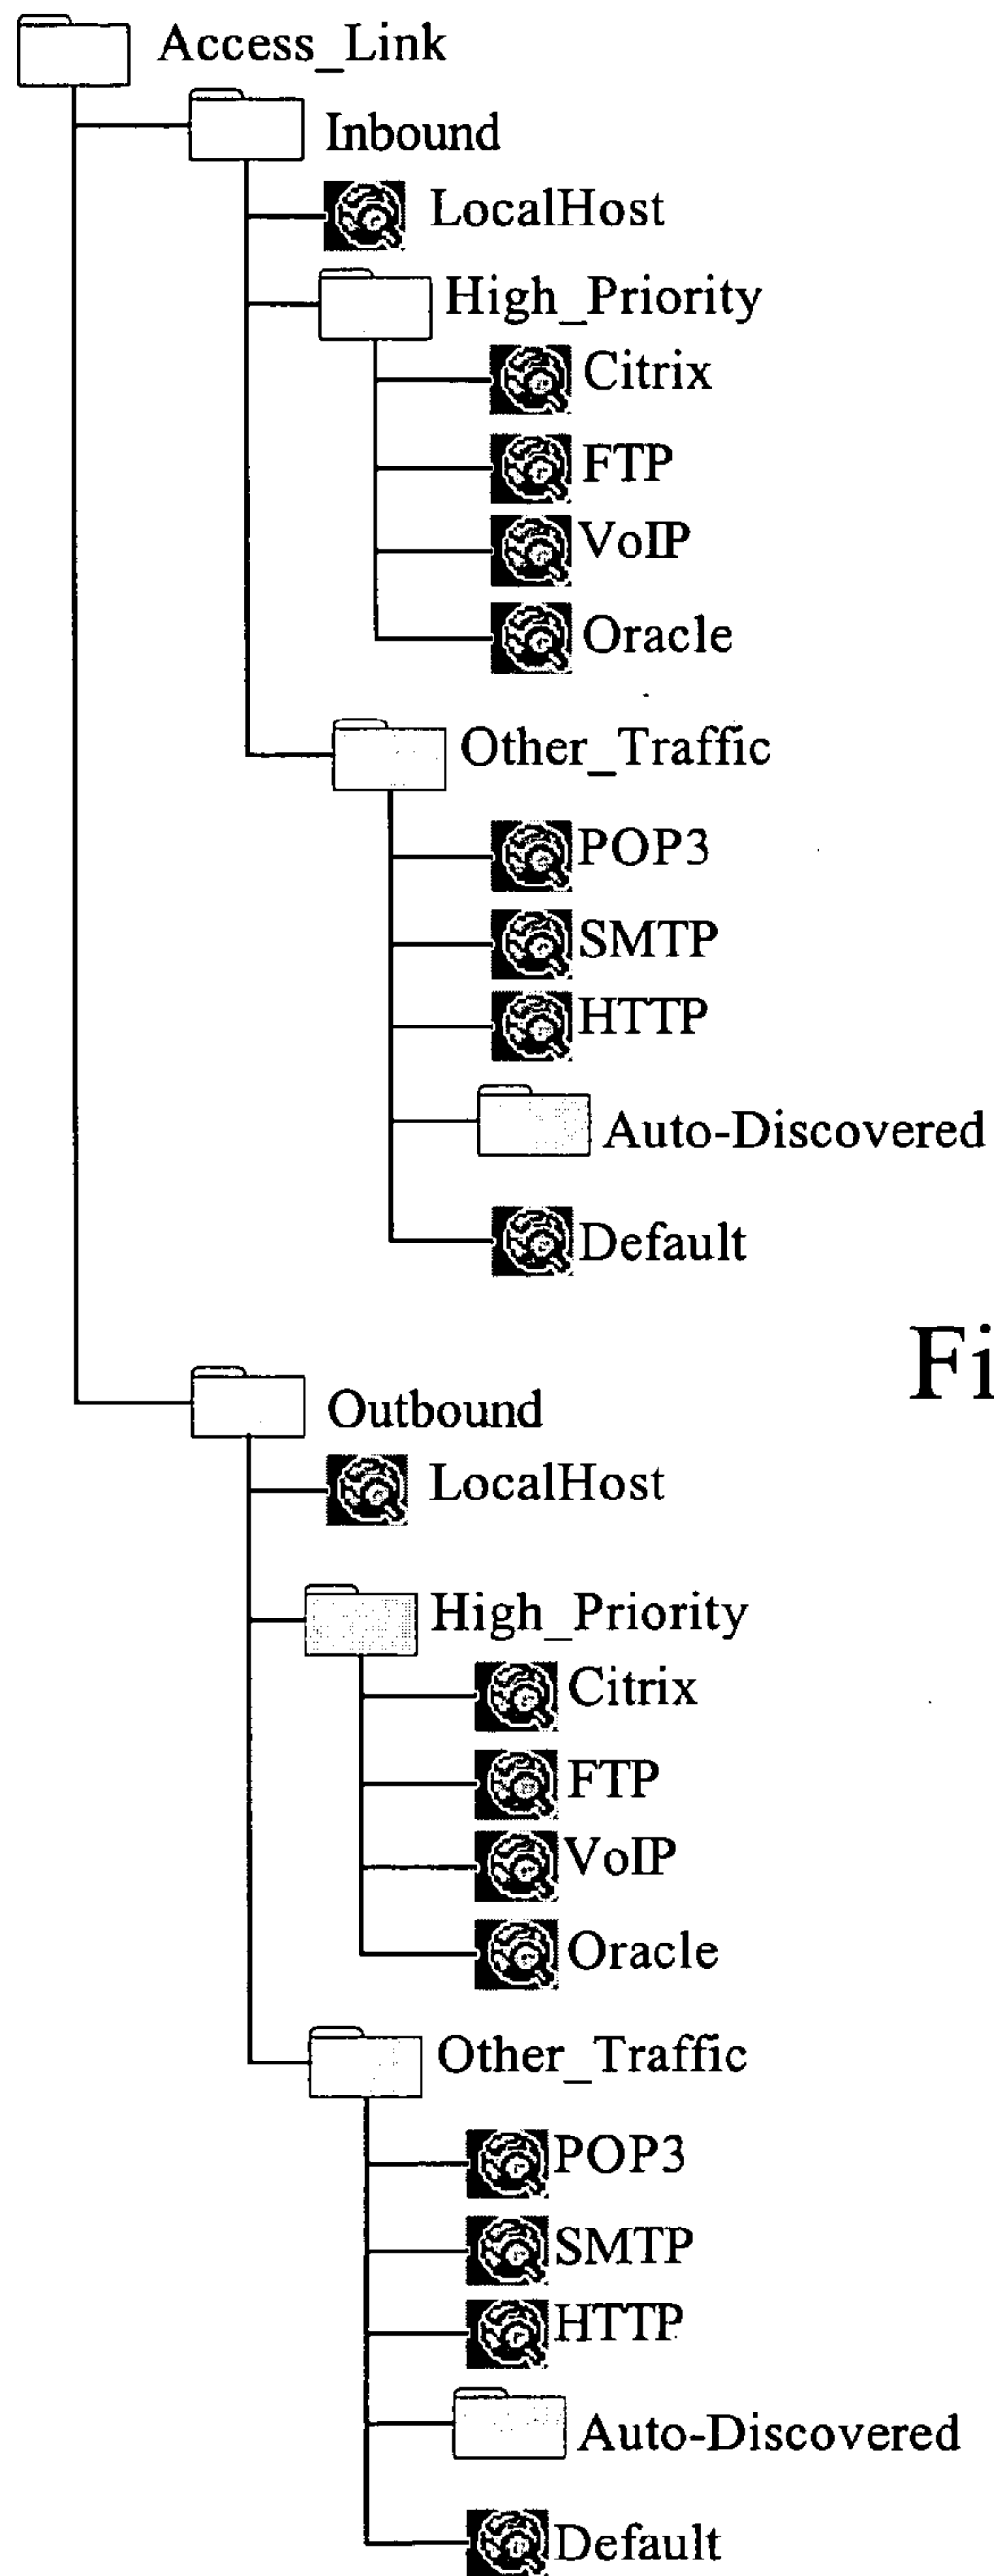 Access_Link
Inbound
LocalHost
High_Priority
Citrix
FTP
VoIP
Oracle
Other_Traffic
POP3
SMTP
HTTP
Auto-Discovered
Default
Fi
Outbound
LocalHost
High_Priority
Citrix
FTP
VoIP
Oracle
Other_Traffic
POP3
SMTP
HTTP
Auto-Discovered
Default